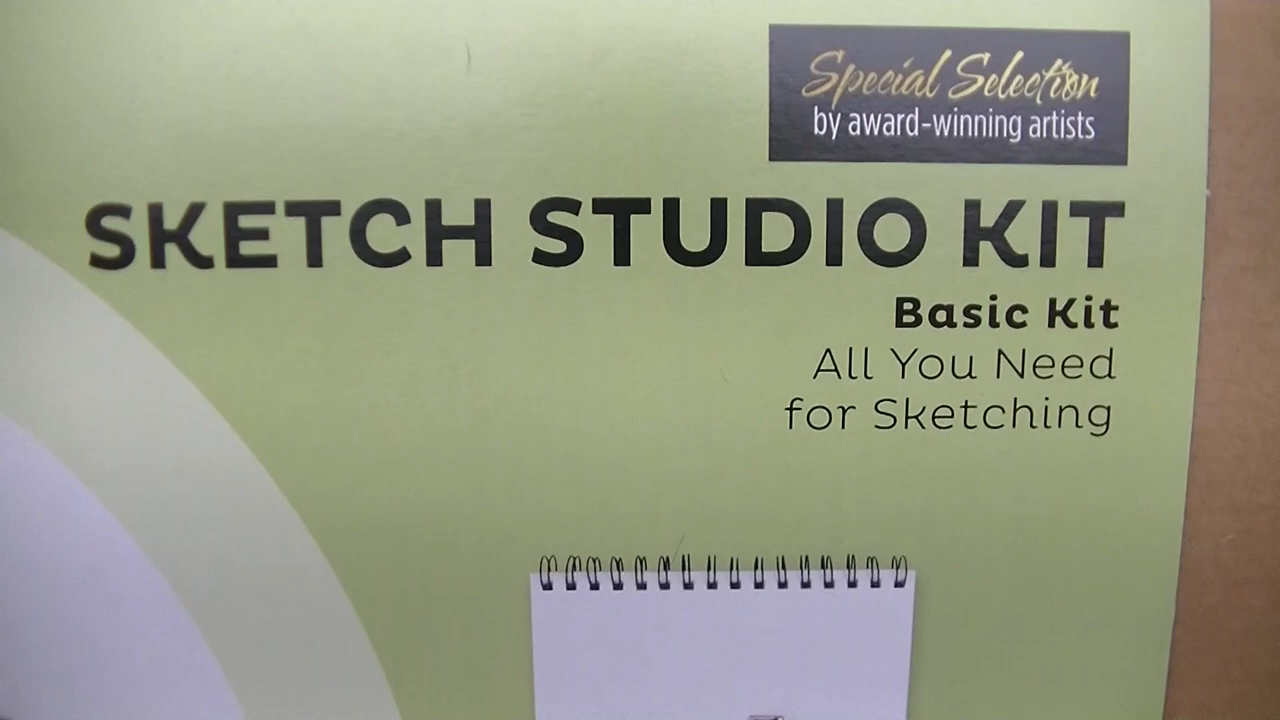 Special Selection
by award-winning artists
SKETCH STUDIO KIT
Basic Kit
All You Need
for Sketching